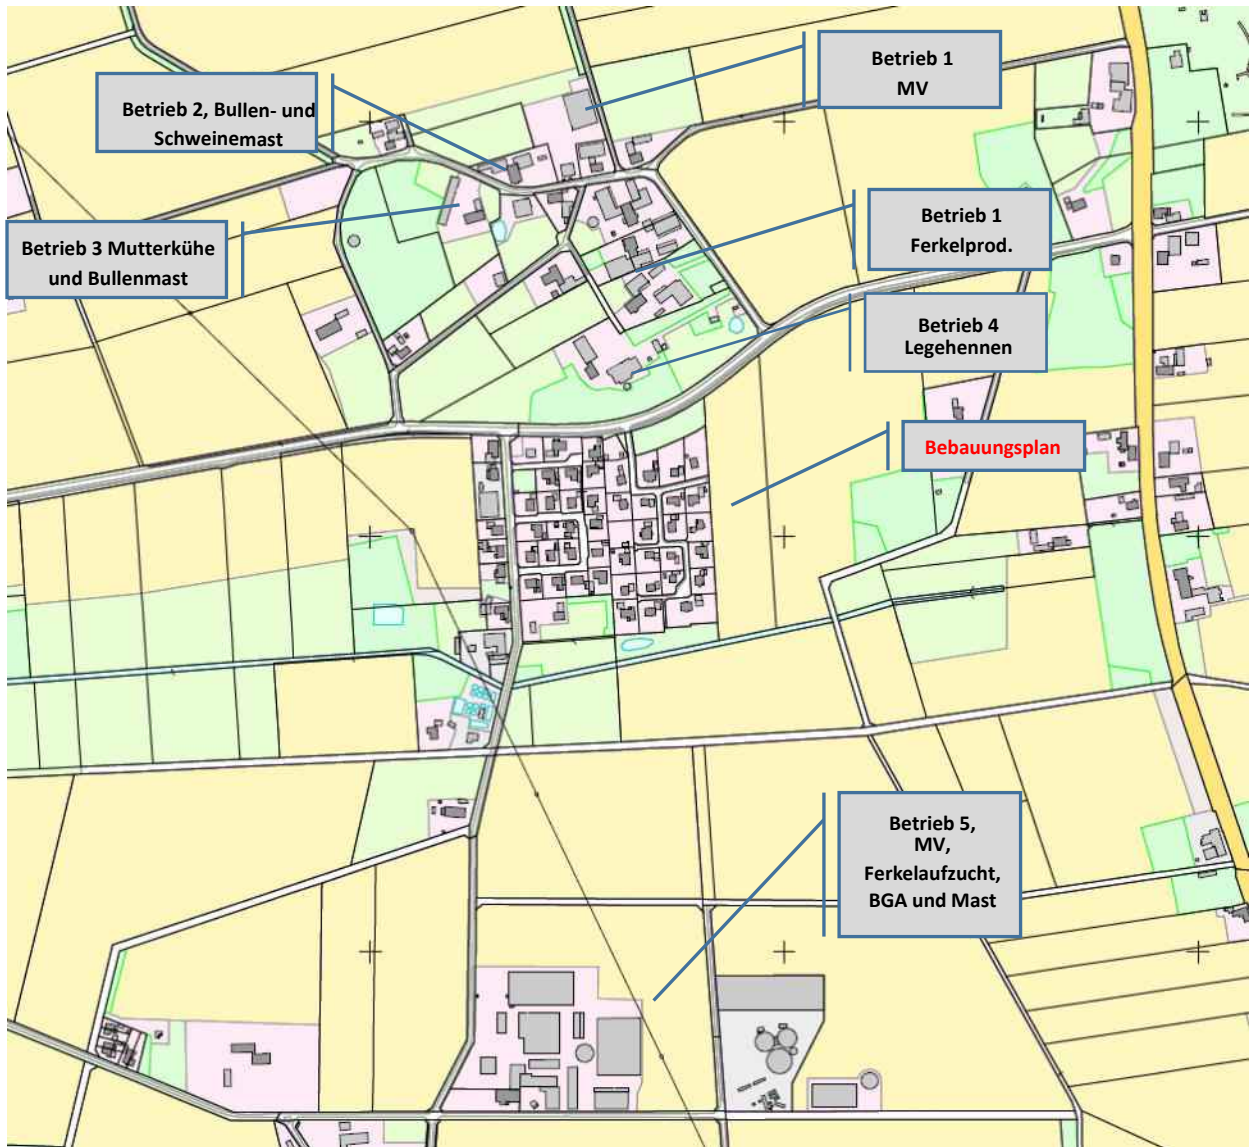 Betrieb 1
MV
Betrieb 2, Bullen- und
Schweinemast
Betrieb 1
Ferkelprod.
Betrieb 3 Mutterkühe
und Bullenmast
Betrieb 4
Legehennen
Bebauungsplan
Betrieb 5,
MV,
Ferkelaufzucht,
BGA und Mast